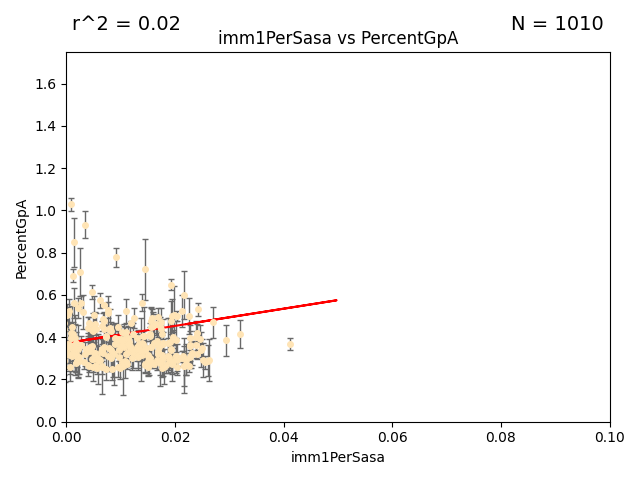 r^2 = 0.02
N = 1010
imm1PerSasa vs PercentGpA
PercentGpA
1.6
1.4
1.2
1.0
0.8
0.6
0.4
0.2
0.0
0.00 0.02 0.04 0.06 0.08 0.10
imm1PerSasa